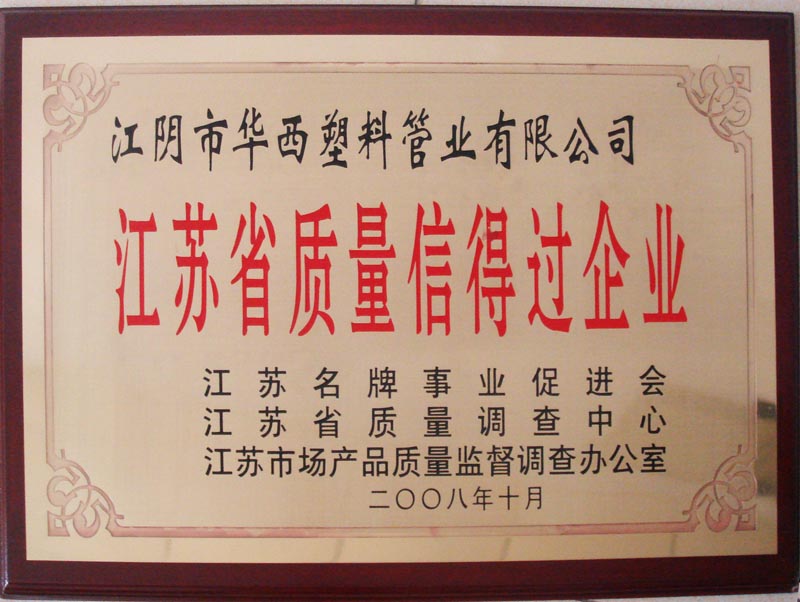 江阴市华西塑料管业有限公司
江苏省质量信得过企业
江苏名牌事业促进会
江苏省质量调查中心
江苏市场产品质量监督调查办公室
二〇〇八年十月